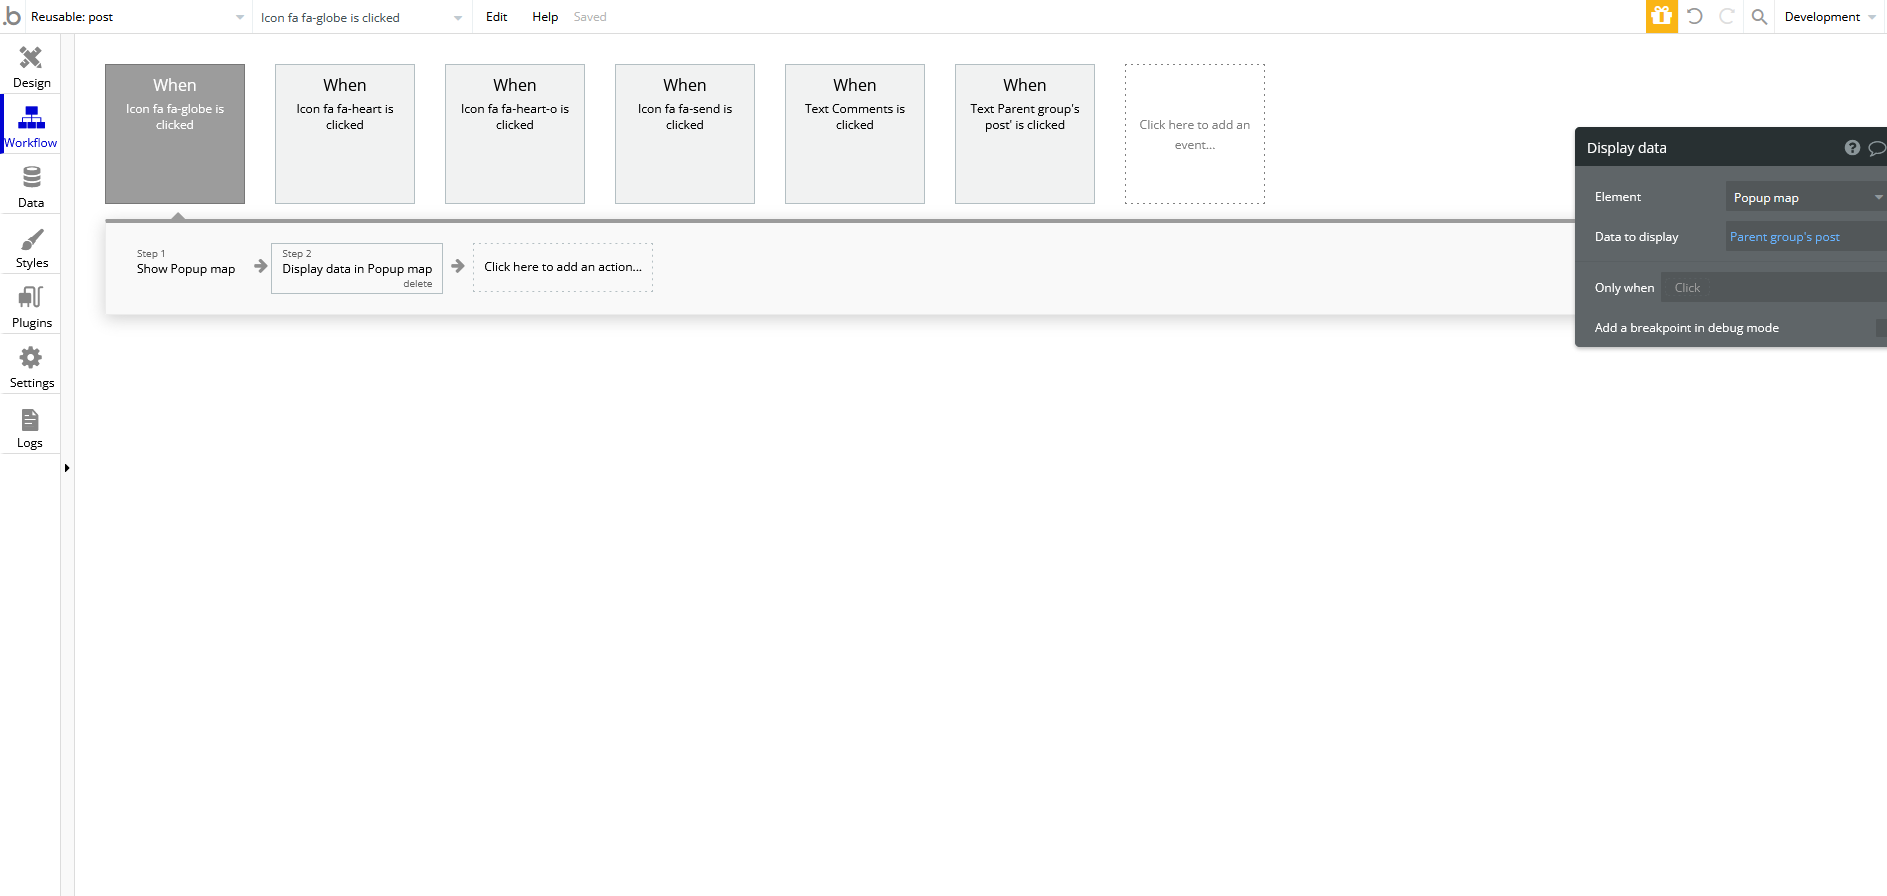 .b
Reusable: post
Icon fa fa-globe is clicked
Edit
Help
Saved
Development
Design
Workflow
Data
Styles
Plugins
Settings
Logs
When
Icon fa fa-globe is
clicked
When
Icon fa fa-heart is
clicked
When
Icon fa fa-heart-o is
clicked
When
Icon fa fa-send is
clicked
When
Text Comments is
clicked
When
Text Parent group's
post' is clicked
Click here to add an
event...
Step 1
Show Popup map
Step 2
Display data in Popup map
delete
Click here to add an action...
Display data
Element
Popup map
Data to display
Parent group's post
Only when
Click
Add a breakpoint in debug mode